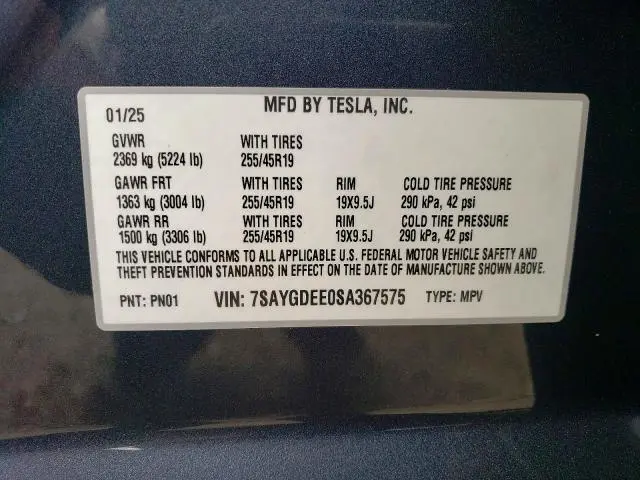 01/25 MFD BY TESLA, INC.
GVWR WITH TIRES
2369 kg (5224 lb) 255/45R19
GAWR FRT WITH TIRES RIM COLD TIRE PRESSURE
1363 kg (3004 lb) 255/45R19 19X9.5J 290 kPa, 42 psi
GAWR RR WITH TIRES RIM COLD TIRE PRESSURE
1500 kg (3306 lb) 255/45R19 19X9.5J 290 kPa, 42 psi
THIS VEHICLE CONFORMS TO ALL APPLICABLE U.S. FEDERAL MOTOR VEHICLE SAFETY AND
THEFT PREVENTION STANDARDS IN EFFECT ON THE DATE OF MANUFACTURE SHOWN ABOVE.
PNT: PN01 VIN: 7SAYGDEE0SA367575 TYPE: MPV